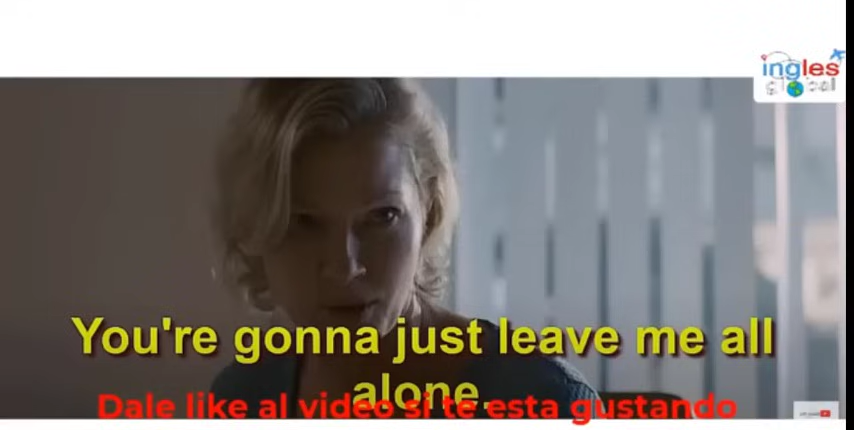 ingles
global
You're gonna just leave me all
alone.
Dale like al video si te esta gustando